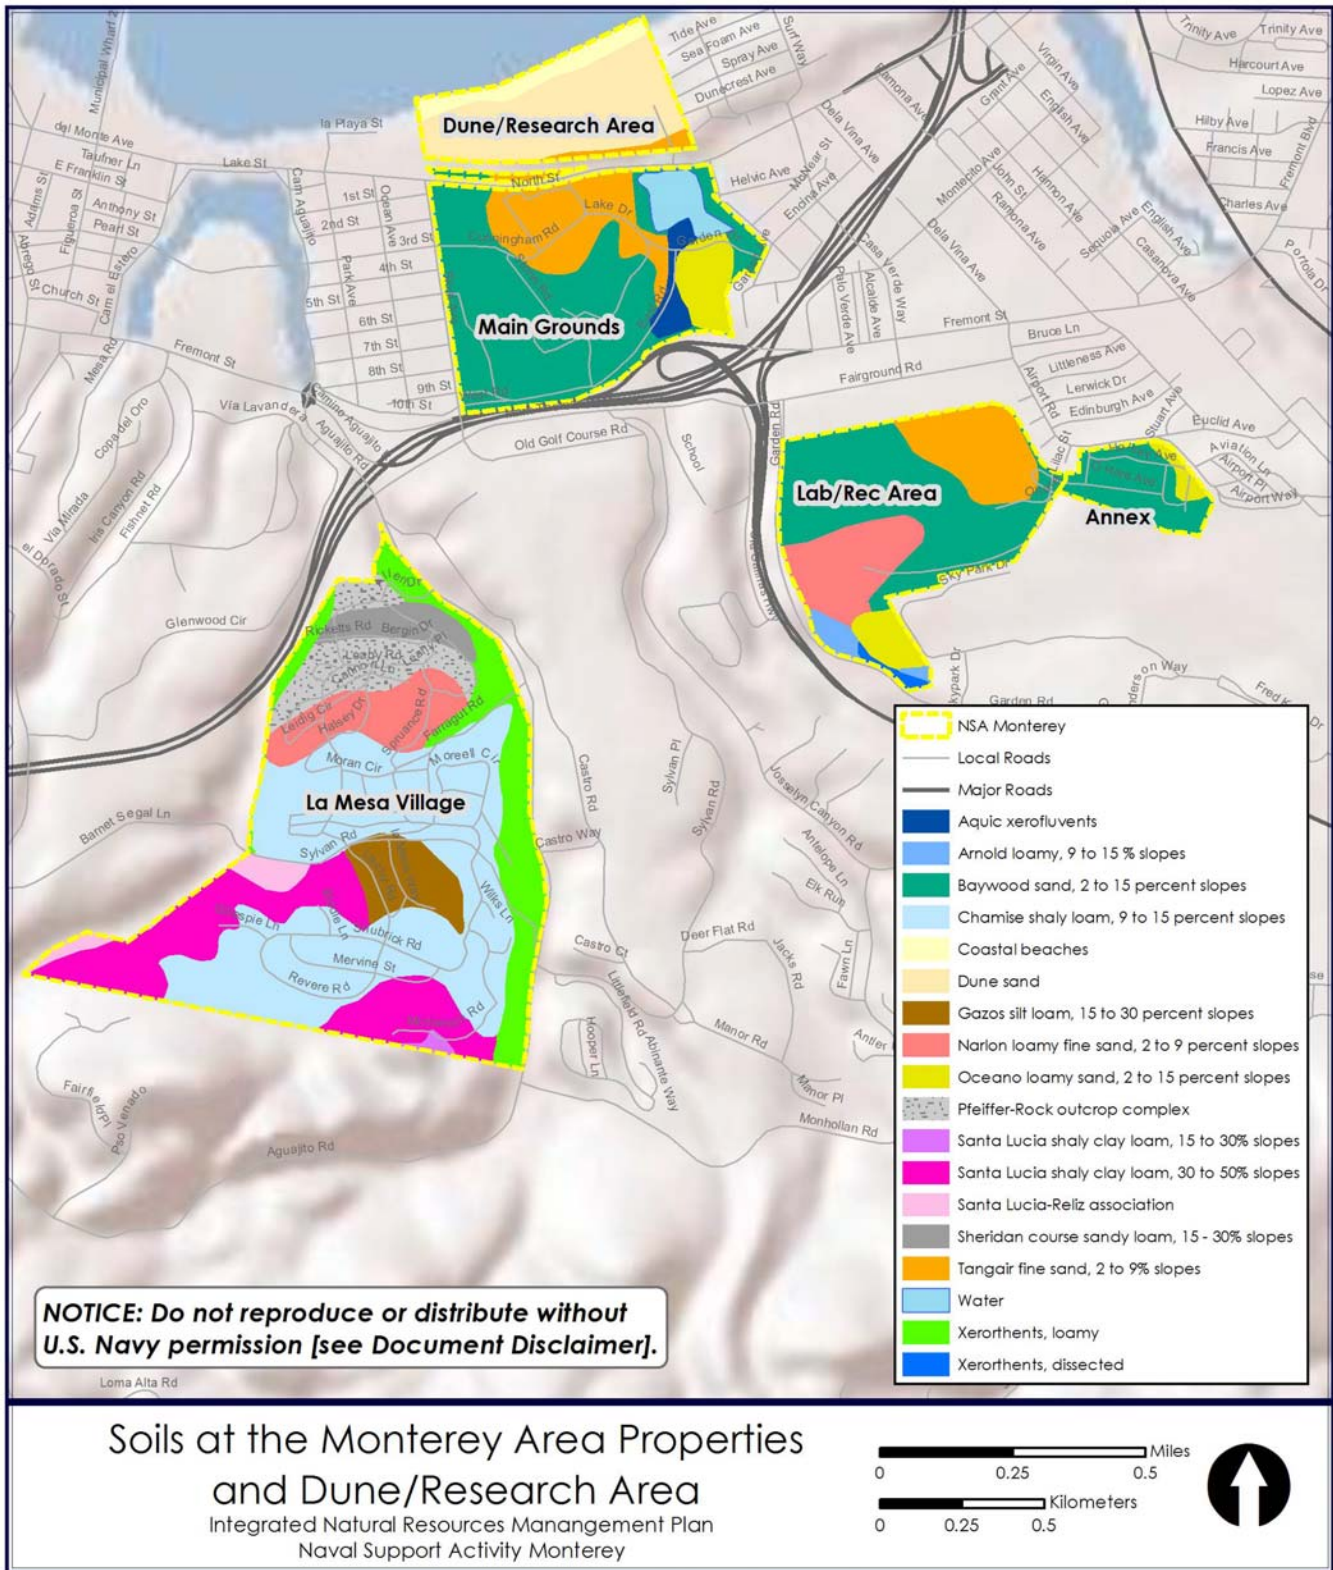 Municipal Wharf 2
Tide Ave
Sea Foam Ave
Spray Ave
Dunecrest Ave
Surf Way
Ramona Ave
Grant Ave
Virgin Ave
English Ave
Trinity Ave
Trinity Ave
Harcourt Ave
Lopez Ave
Hilby Ave
Francis Ave
Fremont Blvd
Charles Ave
Portola Dr
del Monte Ave
la Playa St
Lake St
Taufner Ln
E Franklin St
Anthony St
Pearl St
Adams St
Figueroa St
Abrego St
Church St
Cam el Estero
Cam Aguajito
Mesa Rd
1st St
2nd St
3rd St
4th St
5th St
6th St
7th St
8th St
9th St
10th St
Ocean Ave
Park Ave
Dune/Research Area
North St
Lake Dr
Helvic Ave
McNear St
Encina Ave
Dela Vina Ave
Montecito Ave
John St
Hannon Ave
Ramona Ave
Sequoia Ave
English Ave
Casanova Ave
Dela Vina Ave
Casa Verde Way
Palo Verde Ave
Alcalde Ave
Main Grounds
Fremont St
Fremont St
Bruce Ln
Littleness Ave
Lerwick Dr
Edinburgh Ave
Airport Rd
Fairground Rd
Stuart Ave
Euclid Ave
Aviation Ln
Airport Pl
Airport Way
Via Lavandera
Camino Aguajito
Aguajito Rd
Old Golf Course Rd
School
Garden Rd
Copa del Oro
Iris Canyon Rd
Fishnet Rd
Via Mirada
el Dorado St
Lab/Rec Area
Lilac St
Annex
Sky Park Dr
Glenwood Cir
Ricketts Rd
Bergin Dr
Leahy Rd
Leidig Cir
Halsey Dr
Spruance Rd
Farragut Rd
Moran Cir
Moreell Cir
La Mesa Village
Barnet Segal Ln
Sylvan Rd
Castro Rd
Castro Way
Sylvan Pl
Sylvan Rd
Josselyn Canyon Rd
Antelope Ln
Elk Run
Wilks Ln
Shubrick Rd
Mervine St
Revere Rd
Castro Ct
Deer Flat Rd
Jacks Rd
Fawn Ln
Littlefield Rd
Abinante Way
Hooper Ln
Manor Rd
Antler
Manor Pl
Monhollan Rd
Fairfield Pl
Pso Venado
Aguajito Rd
Loma Alta Rd
Skypark Dr
Garden Rd
on Way
NSA Monterey
Local Roads
Major Roads
Aquic xerofluvents
Arnold loamy, 9 to 15 % slopes
Baywood sand, 2 to 15 percent slopes
Chamise shaly loam, 9 to 15 percent slopes
Coastal beaches
Dune sand
Gazos silt loam, 15 to 30 percent slopes
Narlon loamy fine sand, 2 to 9 percent slopes
Oceano loamy sand, 2 to 15 percent slopes
Pfeiffer-Rock outcrop complex
Santa Lucia shaly clay loam, 15 to 30% slopes
Santa Lucia shaly clay loam, 30 to 50% slopes
Santa Lucia-Reliz association
Sheridan course sandy loam, 15 - 30% slopes
Tangair fine sand, 2 to 9% slopes
Water
Xerorthents, loamy
Xerorthents, dissected
NOTICE: Do not reproduce or distribute without
U.S. Navy permission [see Document Disclaimer].
Soils at the Monterey Area Properties
and Dune/Research Area
Integrated Natural Resources Manangement Plan
Naval Support Activity Monterey
Miles
0 0.25 0.5
Kilometers
0 0.25 0.5